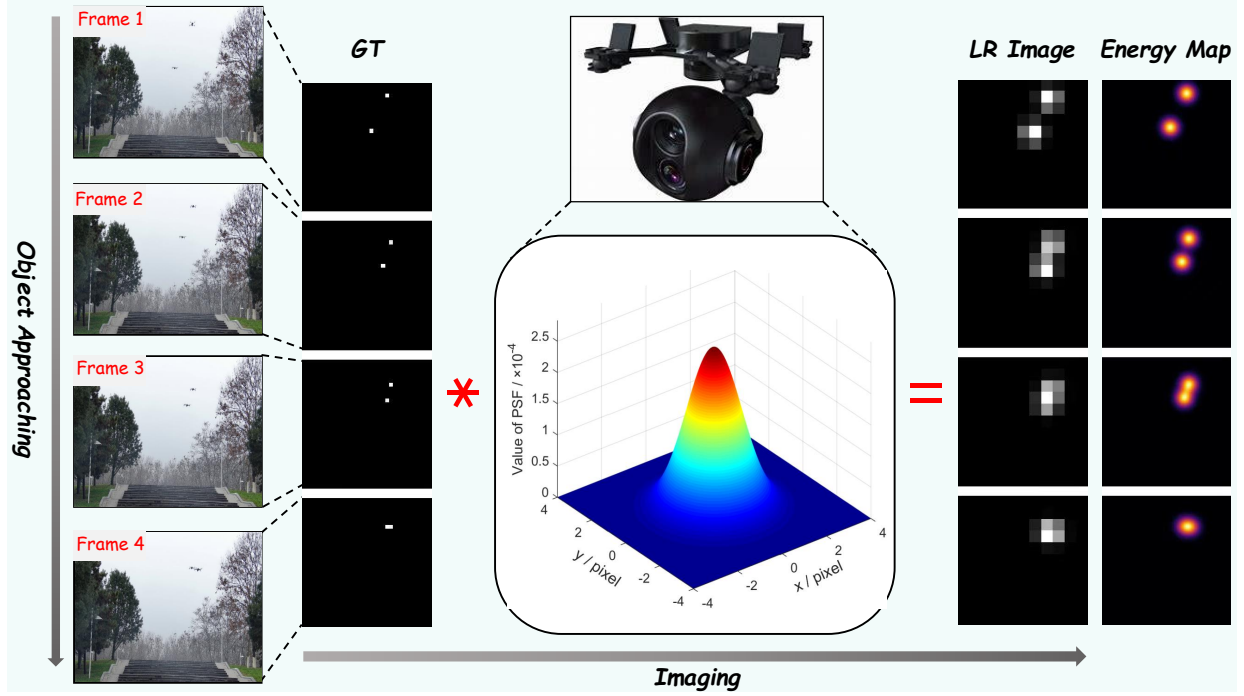 Frame 1
Frame 2
Frame 3
Frame 4
Object Approaching
GT
*
Value of PSF / ×10⁻⁴
2.5
2
1.5
1
0.5
0
4
2
0
-2
-4
y / pixel
-4
-2
0
2
4
x / pixel
=
LR Image
Energy Map
Imaging